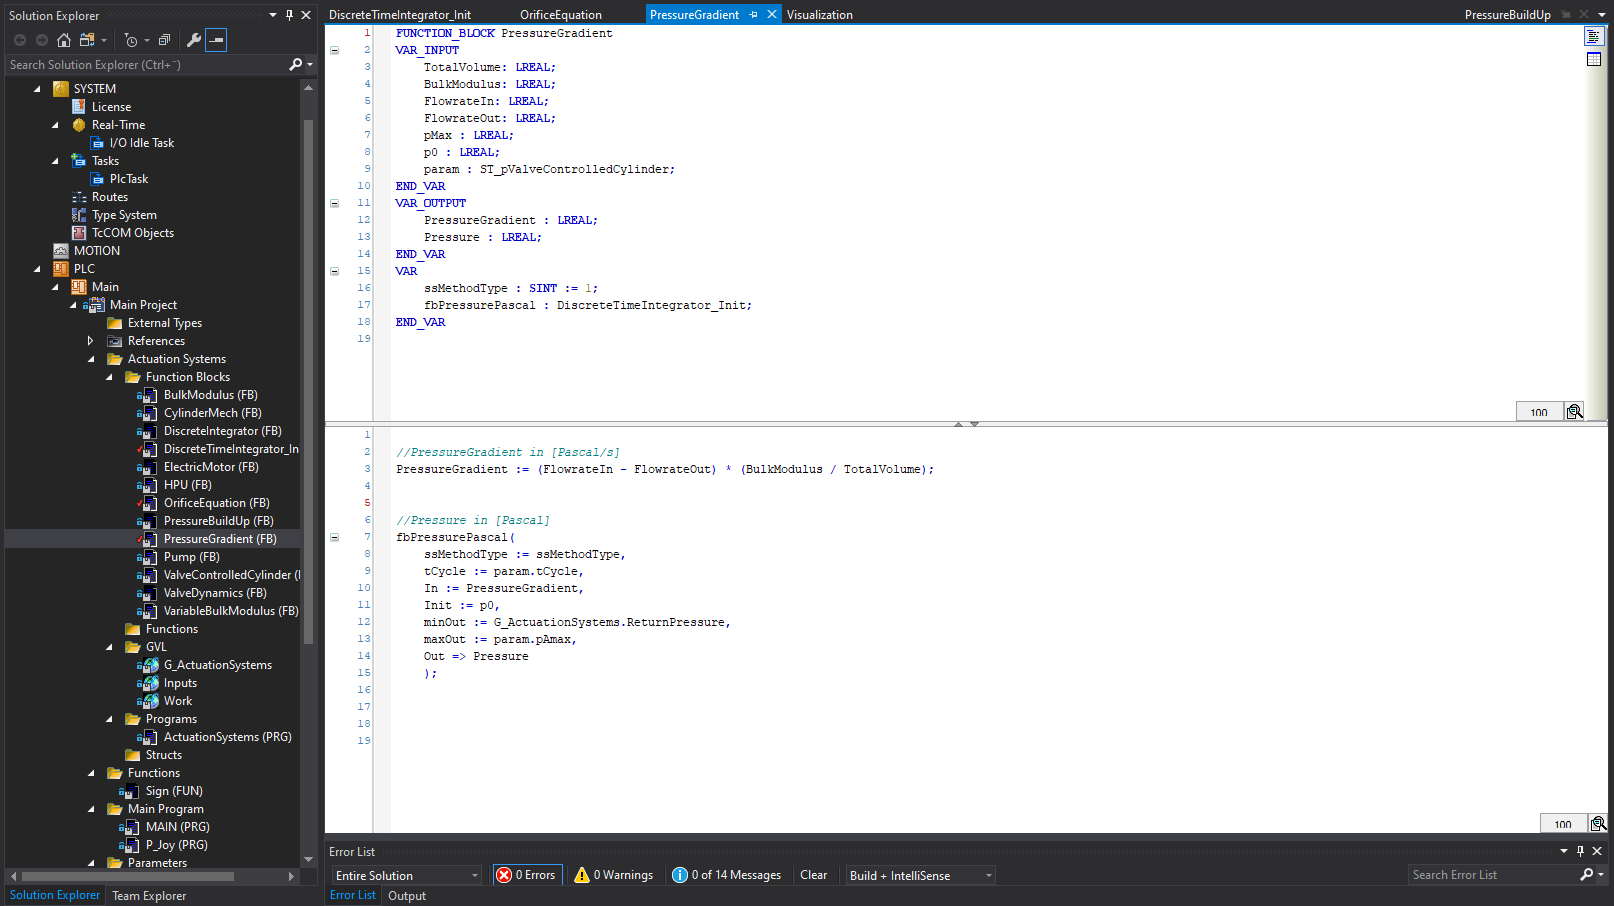 Solution Explorer
Search Solution Explorer (Ctrl+¨)
SYSTEM
License
Real-Time
I/O Idle Task
Tasks
PlcTask
Routes
Type System
TcCOM Objects
MOTION
PLC
Main
Main Project
External Types
References
Actuation Systems
Function Blocks
BulkModulus (FB)
CylinderMech (FB)
DiscreteIntegrator (FB)
DiscreteTimeIntegrator_In
ElectricMotor (FB)
HPU (FB)
OrificeEquation (FB)
PressureBuildUp (FB)
PressureGradient (FB)
Pump (FB)
ValveControlledCylinder (
ValveDynamics (FB)
VariableBulkModulus (FB)
Functions
GVL
G_ActuationSystems
Inputs
Work
Programs
ActuationSystems (PRG)
Structs
Functions
Sign (FUN)
Main Program
MAIN (PRG)
P_Joy (PRG)
Parameters
Solution Explorer Team Explorer
DiscreteTimeIntegrator_Init OrificeEquation PressureGradient Visualization PressureBuildUp
1 FUNCTION_BLOCK PressureGradient
2 VAR_INPUT
3 TotalVolume: LREAL;
4 BulkModulus: LREAL;
5 FlowrateIn: LREAL;
6 FlowrateOut: LREAL;
7 pMax : LREAL;
8 p0 : LREAL;
9 param : ST_pValveControlledCylinder;
10 END_VAR
11 VAR_OUTPUT
12 PressureGradient : LREAL;
13 Pressure : LREAL;
14 END_VAR
15 VAR
16 ssMethodType : SINT := 1;
17 fbPressurePascal : DiscreteTimeIntegrator_Init;
18 END_VAR
19
100
1
2 //PressureGradient in [Pascal/s]
3 PressureGradient := (FlowrateIn - FlowrateOut) * (BulkModulus / TotalVolume);
4
5
6 //Pressure in [Pascal]
7 fbPressurePascal(
8 ssMethodType := ssMethodType,
9 tCycle := param.tCycle,
10 In := PressureGradient,
11 Init := p0,
12 minOut := G_ActuationSystems.ReturnPressure,
13 maxOut := param.pAmax,
14 Out => Pressure
15 );
16
17
18
19
100
Error List
Entire Solution 0 Errors 0 Warnings 0 of 14 Messages Clear Build + IntelliSense Search Error List
Error List Output